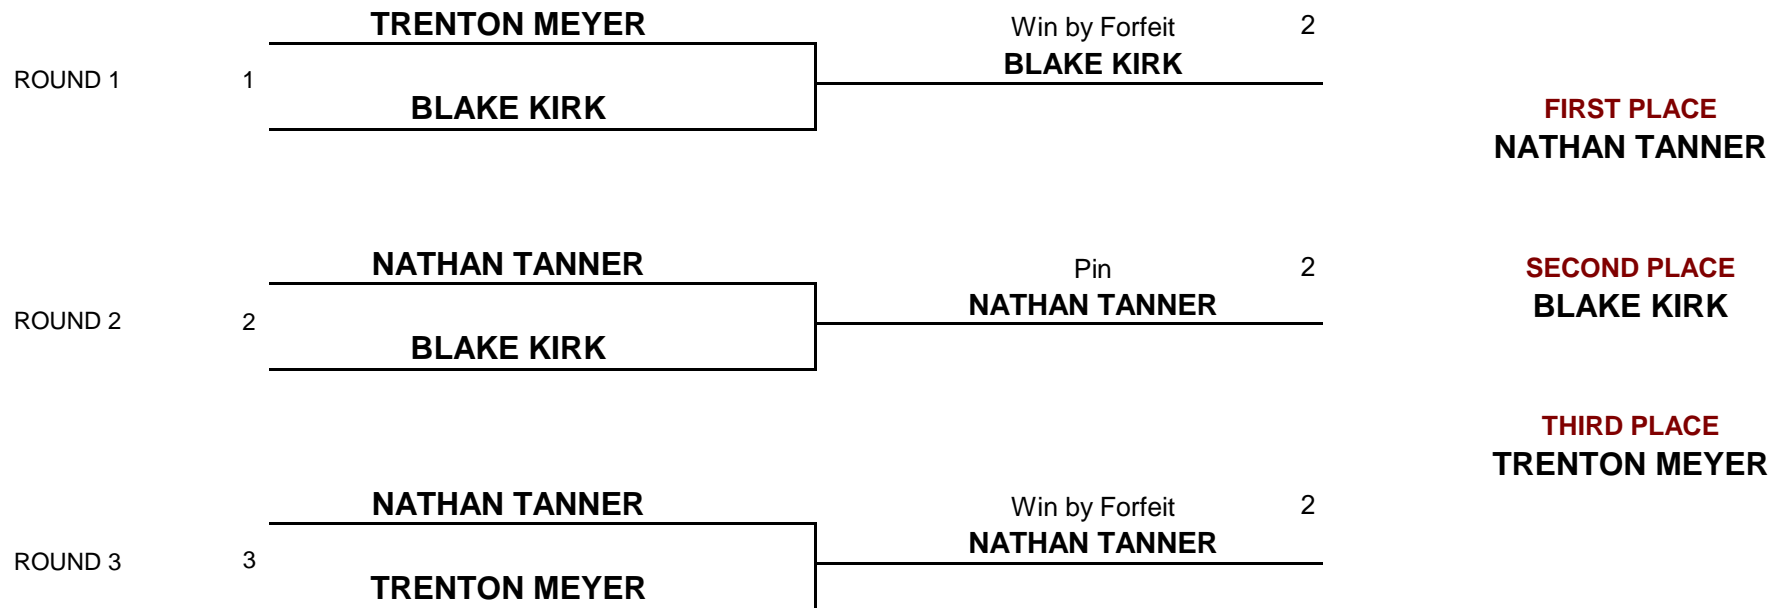 TRENTON MEYER
Win by Forfeit 2
BLAKE KIRK
ROUND 1 1
BLAKE KIRK
FIRST PLACE
NATHAN TANNER
NATHAN TANNER
Pin 2
NATHAN TANNER
SECOND PLACE
BLAKE KIRK
ROUND 2 2
BLAKE KIRK
THIRD PLACE
TRENTON MEYER
NATHAN TANNER
Win by Forfeit 2
NATHAN TANNER
ROUND 3 3
TRENTON MEYER